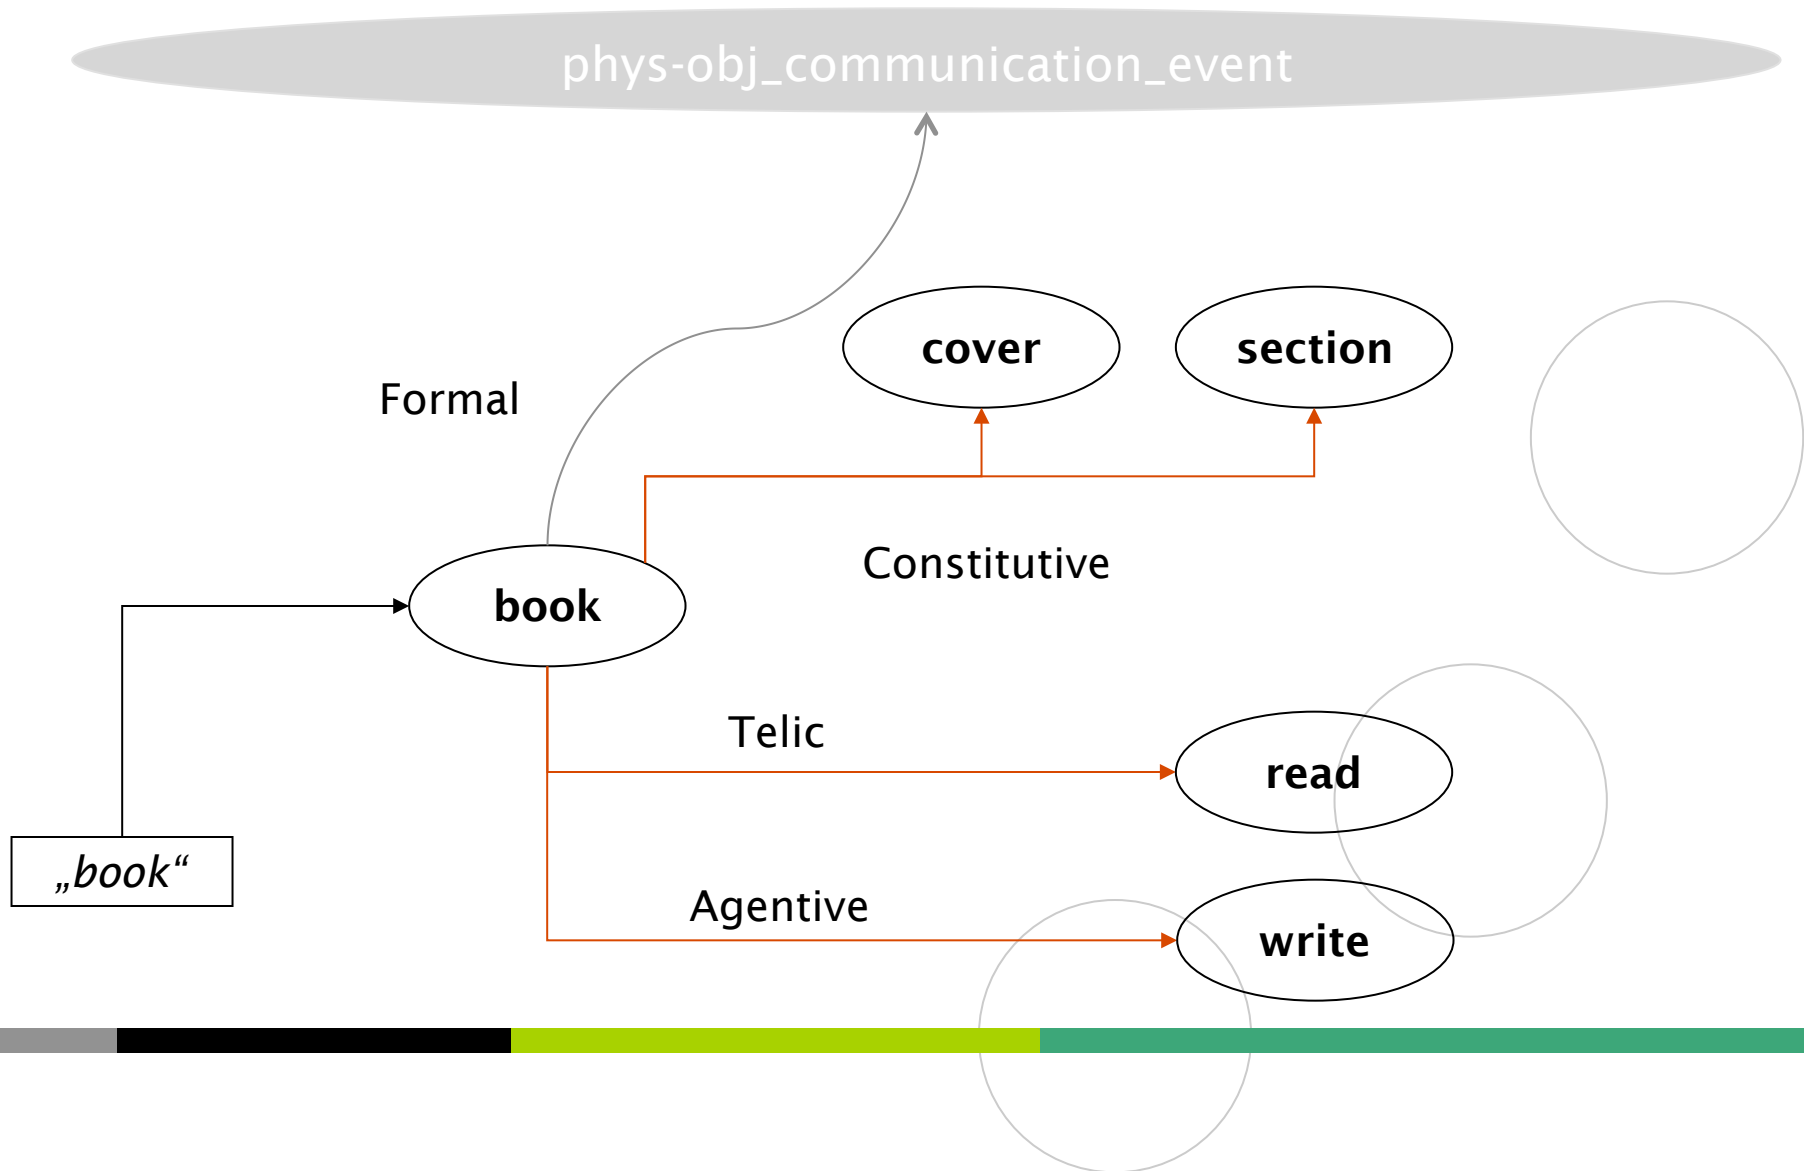 phys-obj_communication_event
cover
section
Formal
Constitutive
book
Telic
read
„book“
Agentive
write